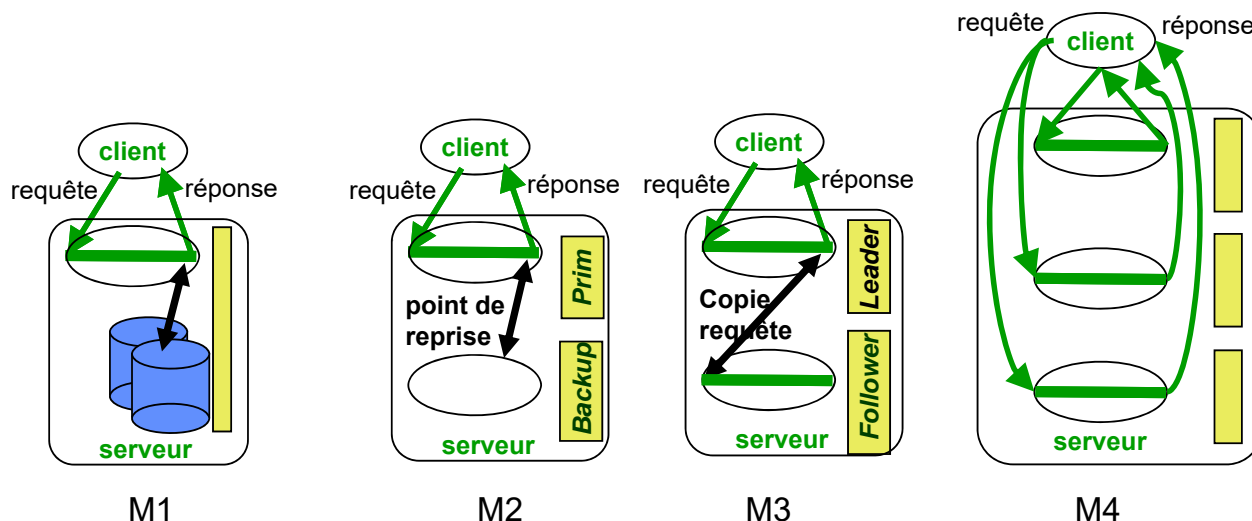 client
requête
réponse
serveur
M1
client
requête
réponse
point de
reprise
Prim
Backup
serveur
M2
client
requête
réponse
Copie
requête
Leader
Follower
serveur
M3
requête
client
réponse
serveur
M4